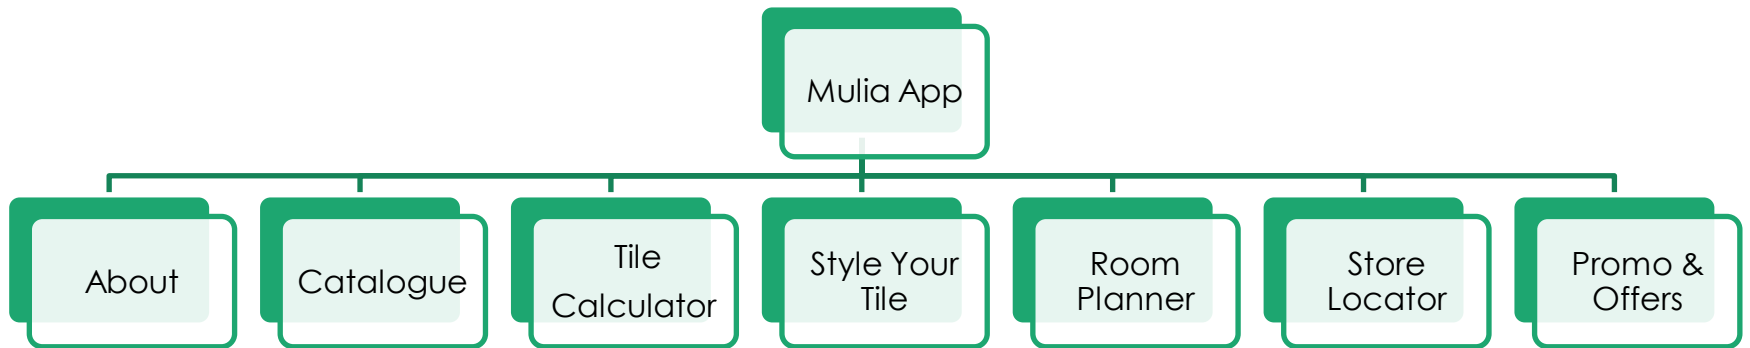 Mulia App
About
Catalogue
Tile
Calculator
Style Your
Tile
Room
Planner
Store
Locator
Promo &
Offers